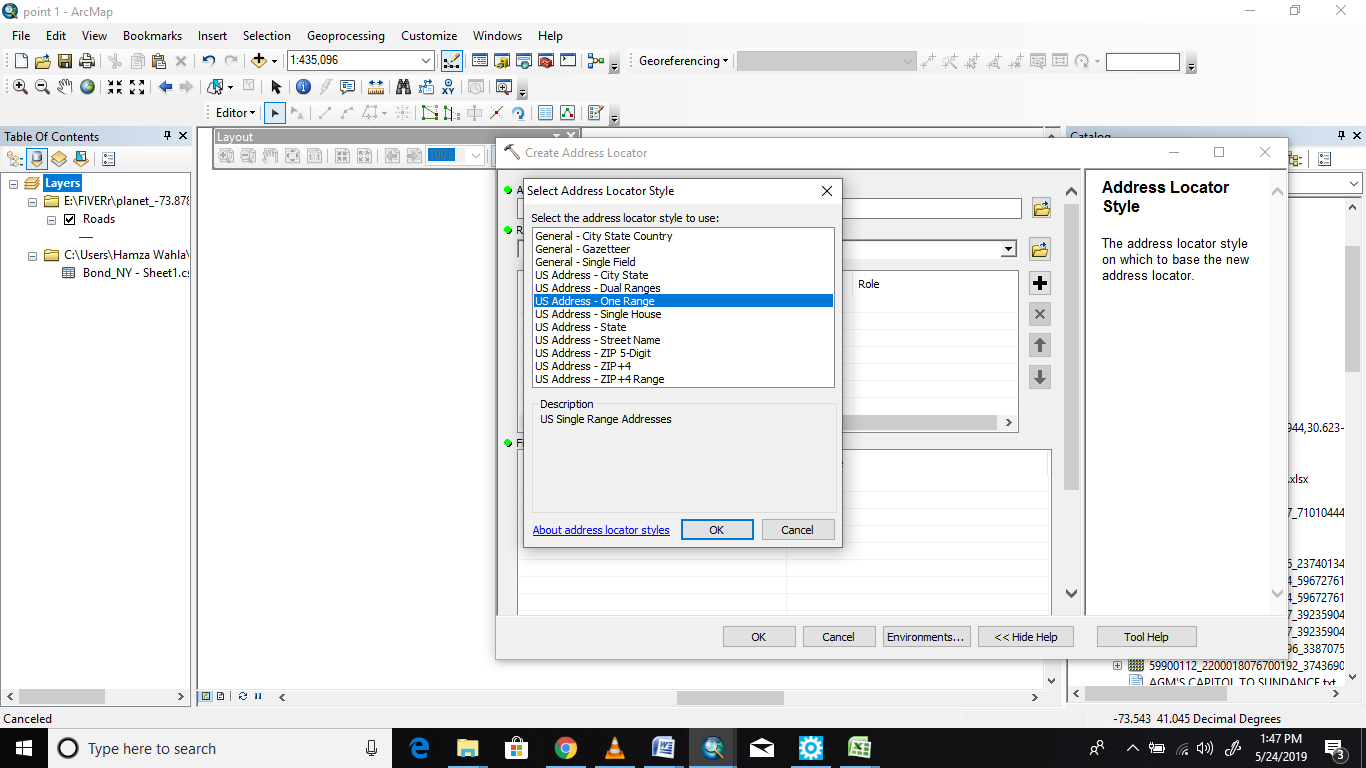 point 1 - ArcMap
File Edit View Bookmarks Insert Selection Geoprocessing Customize Windows Help
1:435,096
Georeferencing
Editor
Table Of Contents
Layers
E:\FIVERr\planet_-73.878
Roads
C:\Users\Hamza Wahla\
Bond_NY - Sheet1.cs
Layout
100%
Catalog
Create Address Locator
Select Address Locator Style
Select the address locator style to use:
General - City State Country
General - Gazetteer
General - Single Field
US Address - City State
US Address - Dual Ranges
US Address - One Range
US Address - Single House
US Address - State
US Address - Street Name
US Address - ZIP 5-Digit
US Address - ZIP+4
US Address - ZIP+4 Range
Description
US Single Range Addresses
About address locator styles
OK
Cancel
Role
Address Locator
Style
The address locator style
on which to base the new
address locator.
OK
Cancel
Environments...
<< Hide Help
Tool Help
944,30.623-
.xlsx
7_71010444
6_23740134
4_59672761
4_59672761
7_39235904
7_39235904
96_3387075
59900112_2200018076700192_3743690
AGM'S CAPITOL TO SUNDANCE.txt
Canceled
-73.543 41.045 Decimal Degrees
Type here to search
1:47 PM
5/24/2019
3